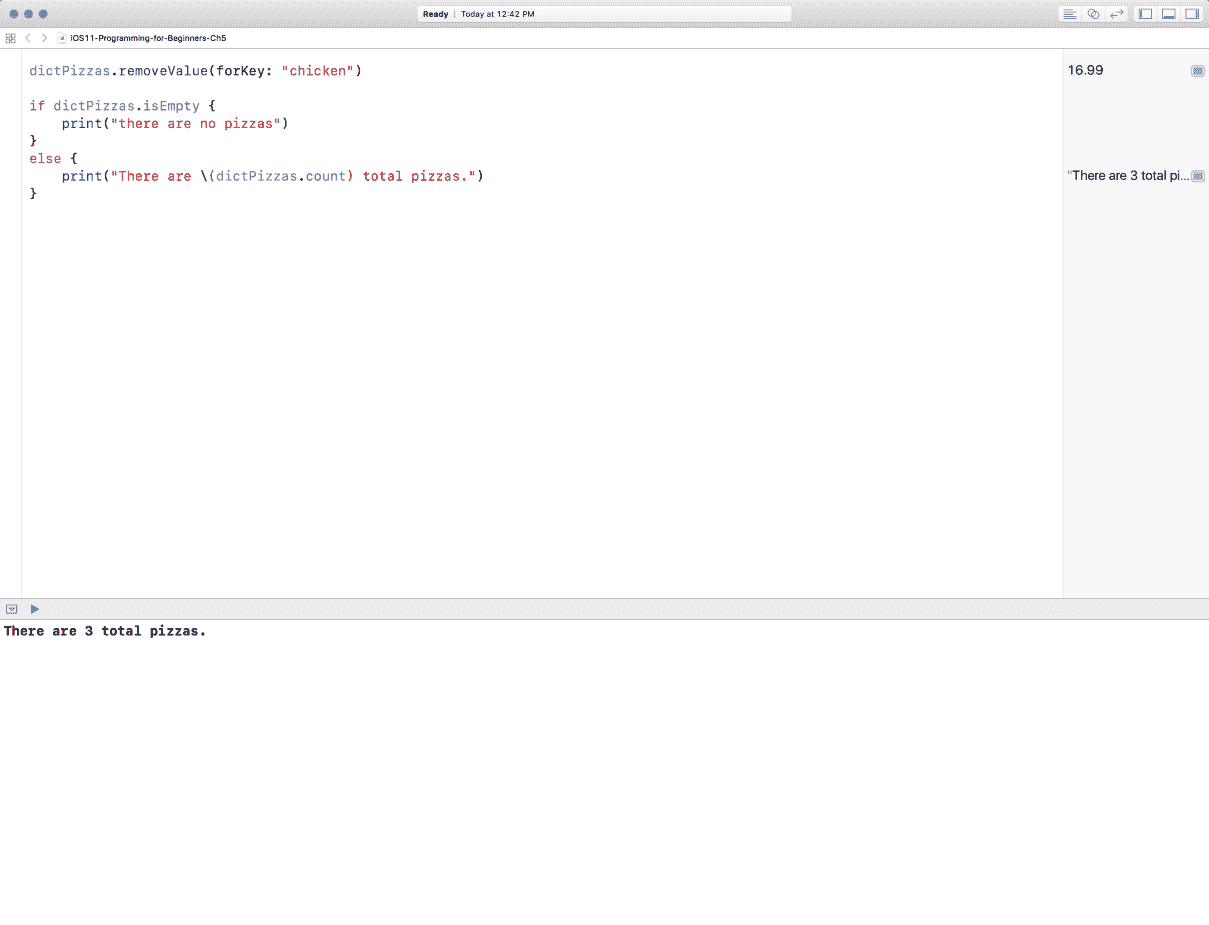 Ready | Today at 12:42 PM
iOS11-Programming-for-Beginners-Ch5
dictPizzas.removeValue(forKey: "chicken")
16.99
if dictPizzas.isEmpty {
print("there are no pizzas")
}
else {
print("There are \(dictPizzas.count) total pizzas.")
"There are 3 total pi...
}
There are 3 total pizzas.